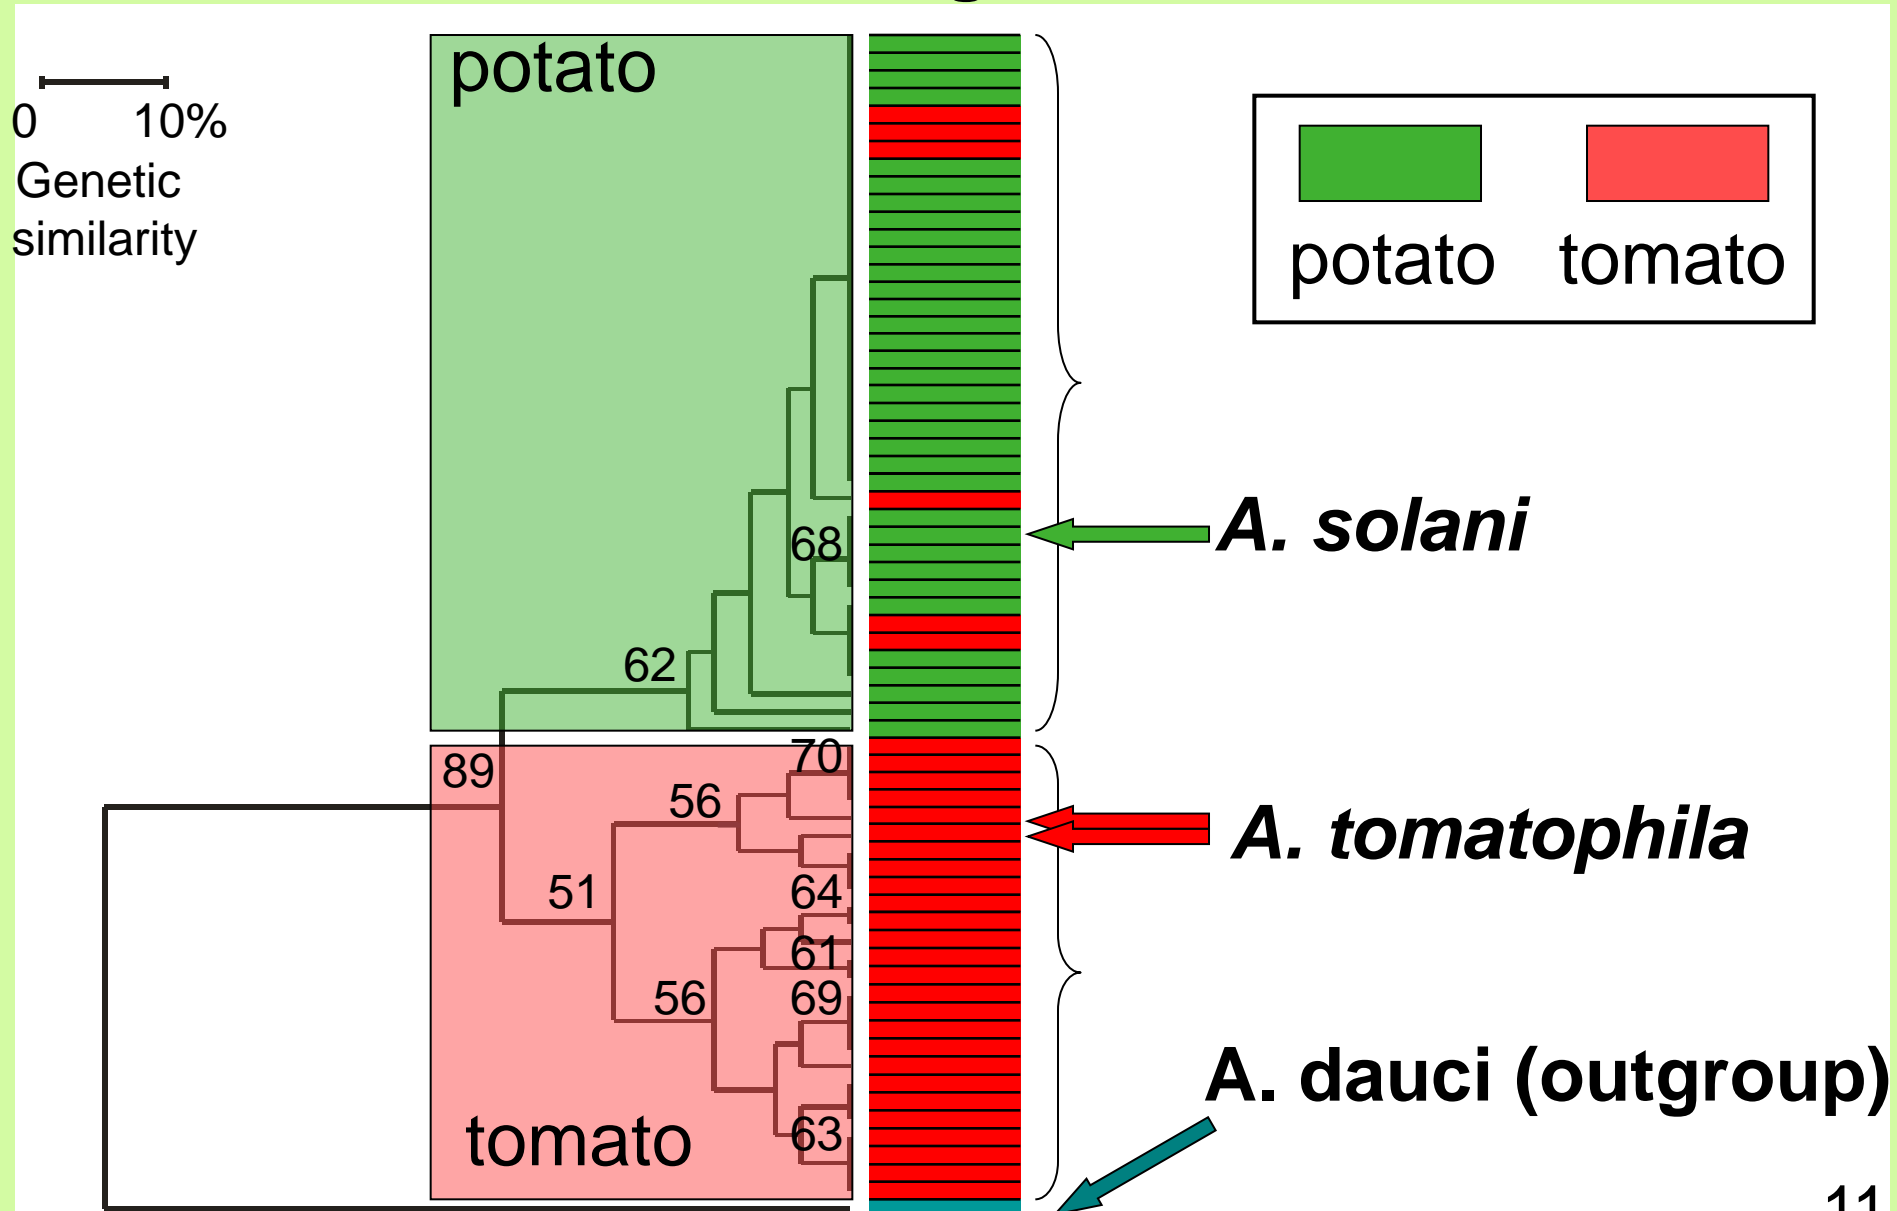 potato
0 10%
Genetic
similarity
potato tomato
A. solani
68
62
89
70
56
A. tomatophila
51
64
61
56
69
A. dauci (outgroup)
63
tomato
11